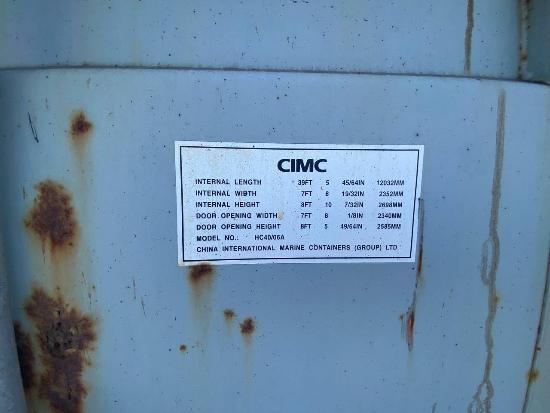 CIMC
INTERNAL LENGTH 39FT 5 45/64IN 12032MM
INTERNAL WIDTH 7FT 8 19/32IN 2352MM
INTERNAL HEIGHT 8FT 10 7/32IN 2698MM
DOOR OPENING WIDTH 7FT 8 1/8IN 2340MM
DOOR OPENING HEIGHT 8FT 5 49/64IN 2585MM
MODEL NO.: HC40/06A
CHINA INTERNATIONAL MARINE CONTAINERS (GROUP) LTD.